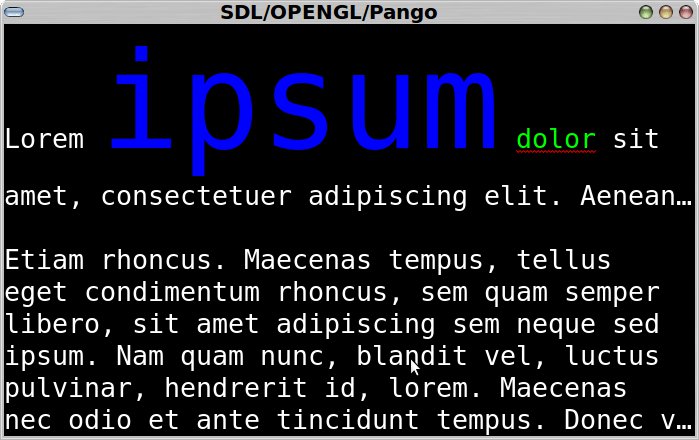 SDL/OPENGL/Pango
Lorem ipsum dolor sit
amet, consectetuer adipiscing elit. Aenean…
Etiam rhoncus. Maecenas tempus, tellus
eget condimentum rhoncus, sem quam semper
libero, sit amet adipiscing sem neque sed
ipsum. Nam quam nunc, blandit vel, luctus
pulvinar, hendrerit id, lorem. Maecenas
nec odio et ante tincidunt tempus. Donec v…